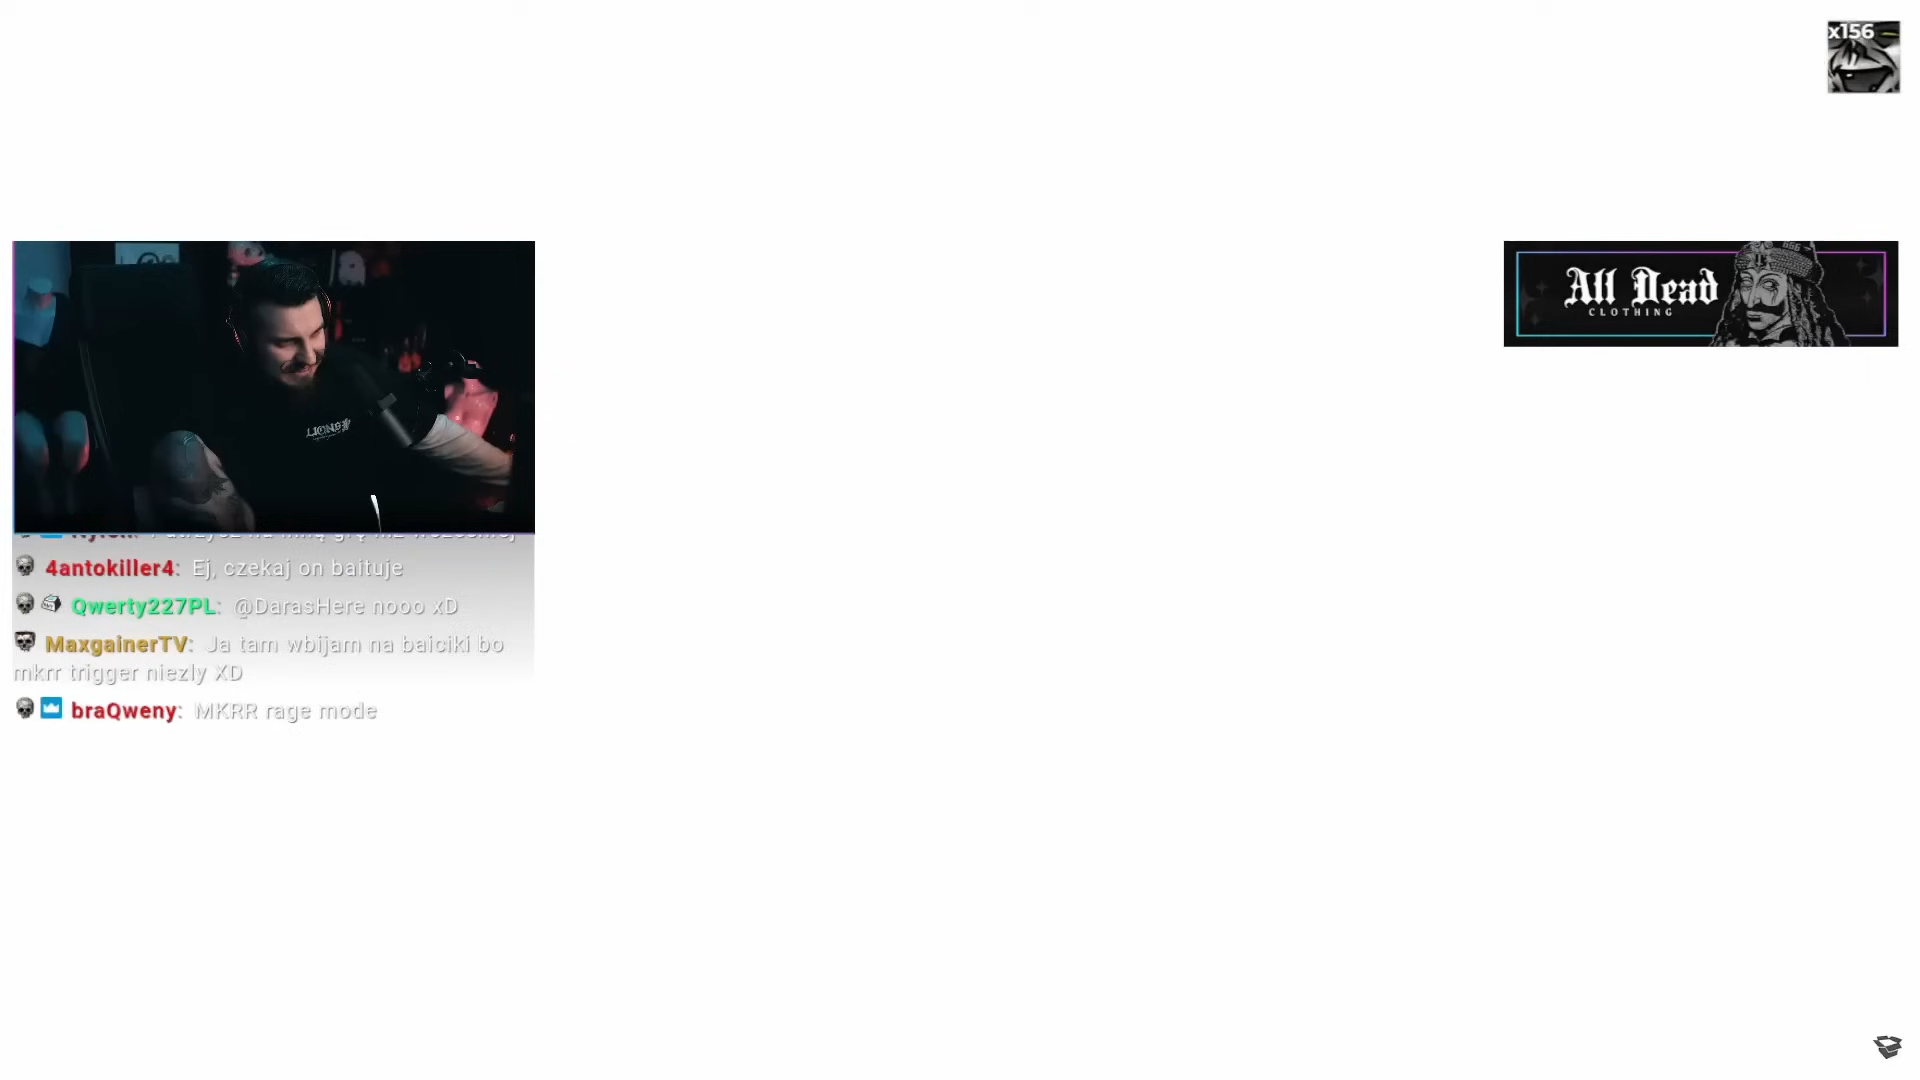 x156
All Dead
CLOTHING
LIONS
4antokiller4: Ej, czekaj on baituje
Qwerty227PL: @DarasHere nooo xD
MaxgainerTV: Ja tam wbijam na baiciki bo
mkrr trigger niezly XD
braQweny: MKRR rage mode